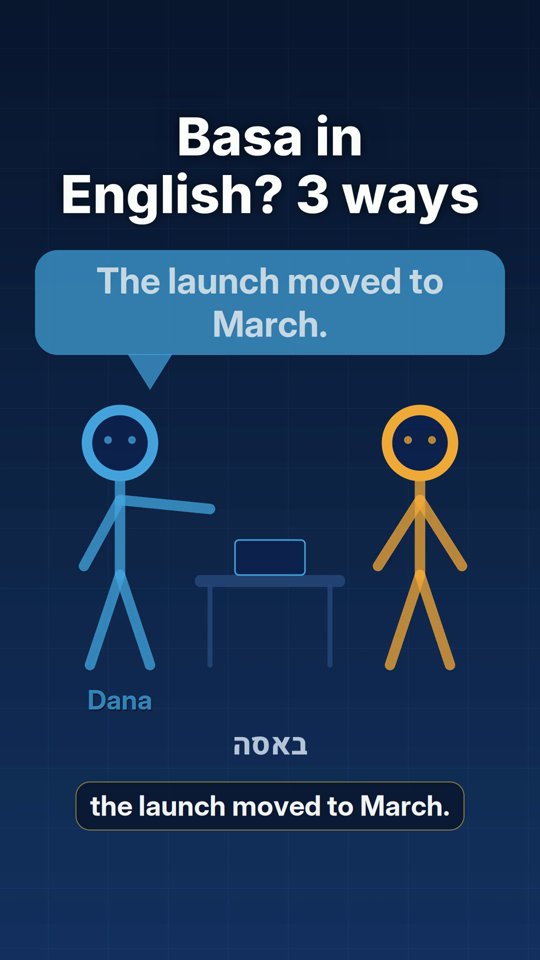 Basa in
English? 3 ways
The launch moved to
March.
Dana
באסה
the launch moved to March.